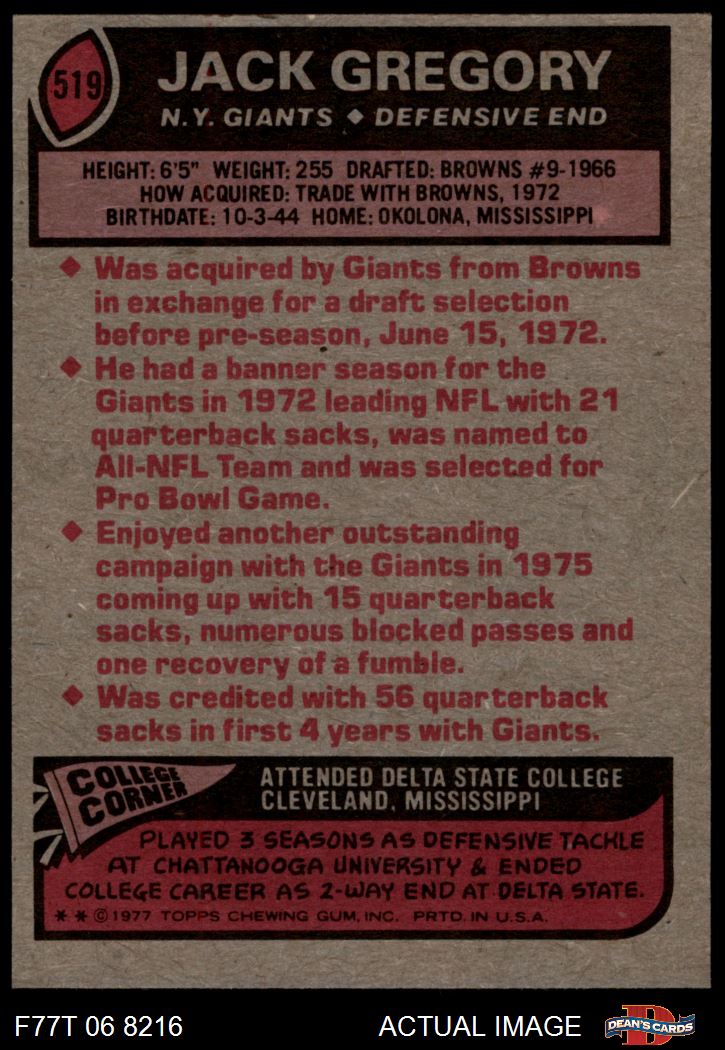 519
JACK GREGORY
N.Y. GIANTS ◆ DEFENSIVE END
HEIGHT: 6'5" WEIGHT: 255 DRAFTED: BROWNS #9-1966
HOW ACQUIRED: TRADE WITH BROWNS, 1972
BIRTHDATE: 10-3-44 HOME: OKOLONA, MISSISSIPPI
◆ Was acquired by Giants from Browns
in exchange for a draft selection
before pre-season, June 15, 1972.
◆ He had a banner season for the
Giants in 1972 leading NFL with 21
quarterback sacks, was named to
All-NFL Team and was selected for
Pro Bowl Game.
◆ Enjoyed another outstanding
campaign with the Giants in 1975
coming up with 15 quarterback
sacks, numerous blocked passes and
one recovery of a fumble.
◆ Was credited with 56 quarterback
sacks in first 4 years with Giants.
COLLEGE
CORNER
ATTENDED DELTA STATE COLLEGE
CLEVELAND, MISSISSIPPI
PLAYED 3 SEASONS AS DEFENSIVE TACKLE
AT CHATTANOOGA UNIVERSITY & ENDED
COLLEGE CAREER AS 2-WAY END AT DELTA STATE.
* * © 1977 TOPPS CHEWING GUM, INC. PRTD. IN U.S.A.
F77T 06 8216
ACTUAL IMAGE
D
DEAN'S CARDS